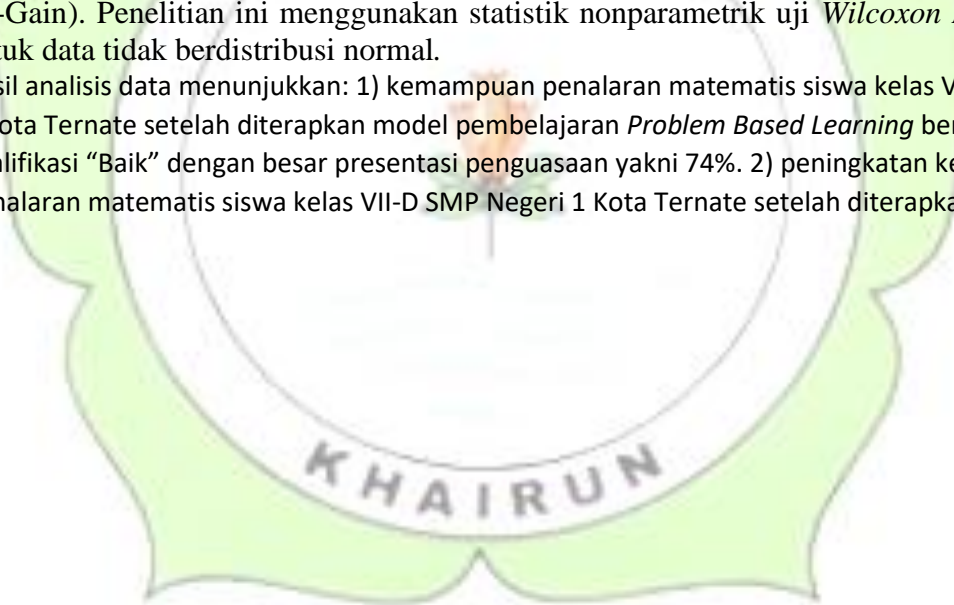 -Gain). Penelitian ini menggunakan statistik nonparametrik uji Wilcoxon
tuk data tidak berdistribusi normal.
sil analisis data menunjukkan: 1) kemampuan penalaran matematis siswa kelas V
ota Ternate setelah diterapkan model pembelajaran Problem Based Learning ber
alifikasi “Baik” dengan besar presentasi penguasaan yakni 74%. 2) peningkatan ke
nalaran matematis siswa kelas VII-D SMP Negeri 1 Kota Ternate setelah diterapka
KHAIRUN